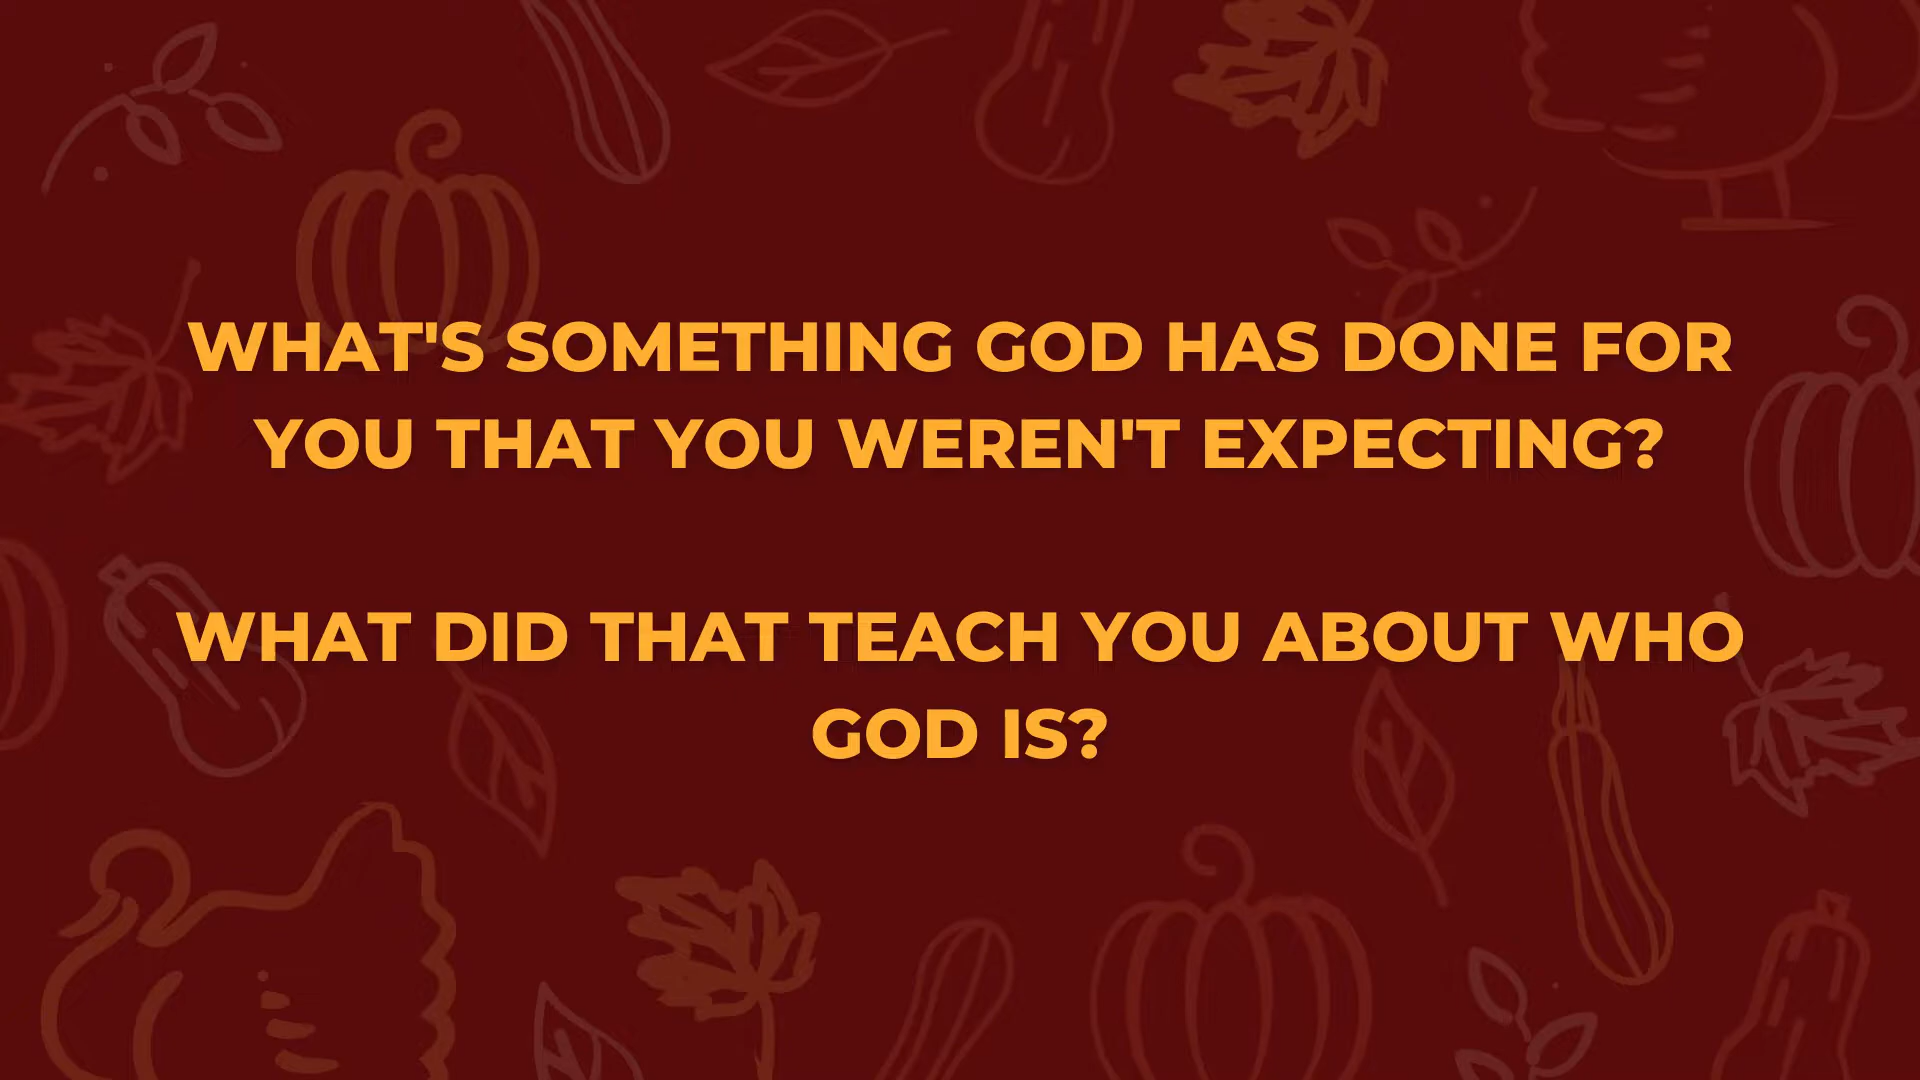 WHAT'S SOMETHING GOD HAS DONE FOR
YOU THAT YOU WEREN'T EXPECTING?
WHAT DID THAT TEACH YOU ABOUT WHO
GOD IS?